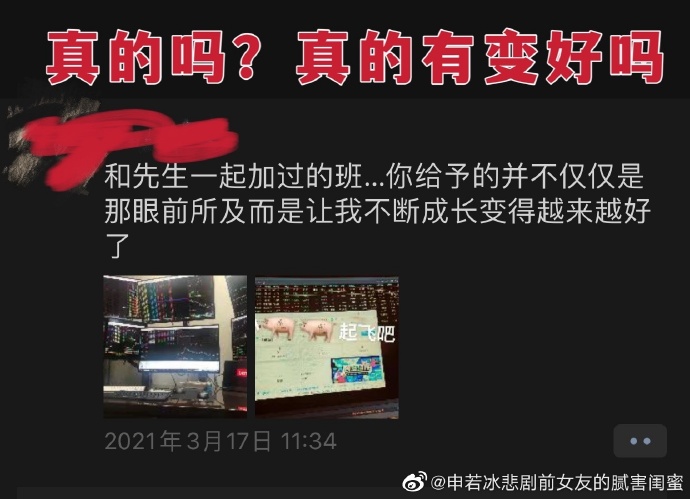 真的吗？真的有变好吗
和先生一起加过的班...你给予的并不仅仅是
那眼前所及而是让我不断成长变得越来越好
了
起飞吧
2021年3月17日 11:34
@申若冰悲剧前女友的腻害闺蜜